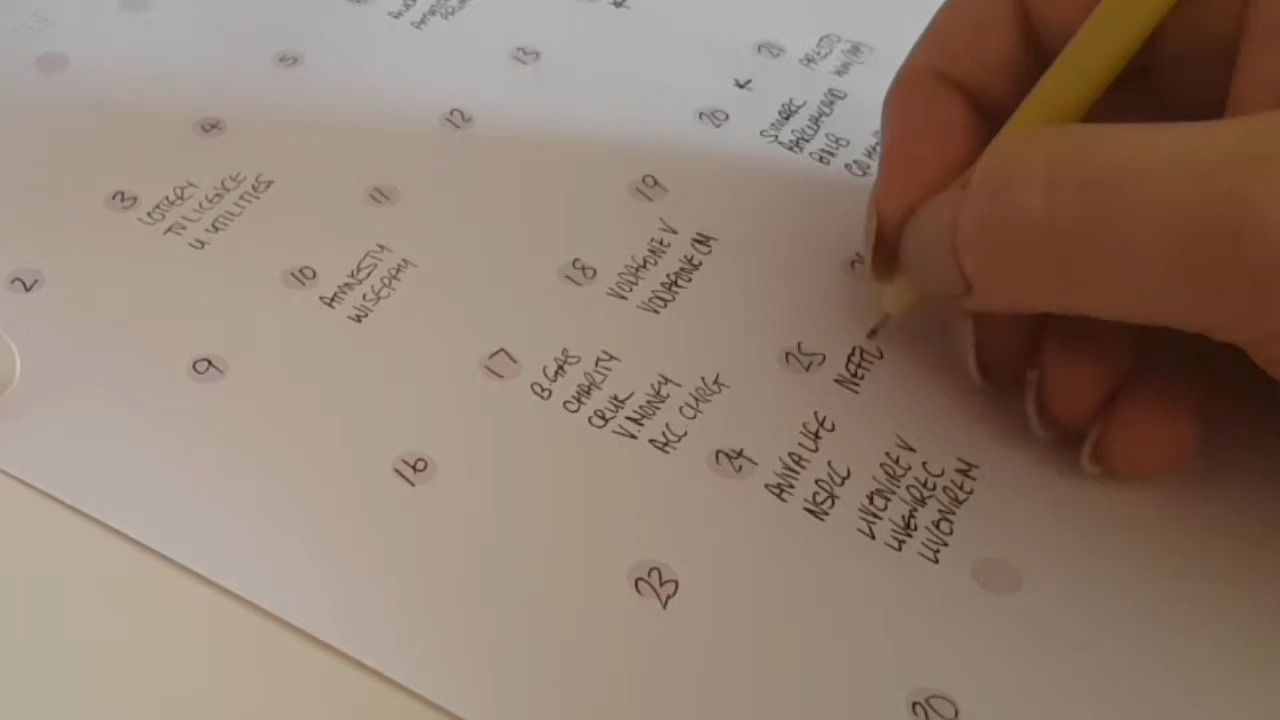 2
3
LOTTERY
TV LICENCE
U. UTILITIES
4
5
9
10
AMNESTY
WISEPAY
11
12
13
16
17
B.GAS
CHARITY
CRUK
V.MONEY
ACC CHRG
18
VODAFONE V
VODAFONE CM
19
20
21
PRESTO
SIMARC
BARCLAYCARD
23
24
AVIVA LIFE
NSPCC
LIVEWIRE V
LIVEWIRE C
LIVEWIRE M
25
NETFL
30